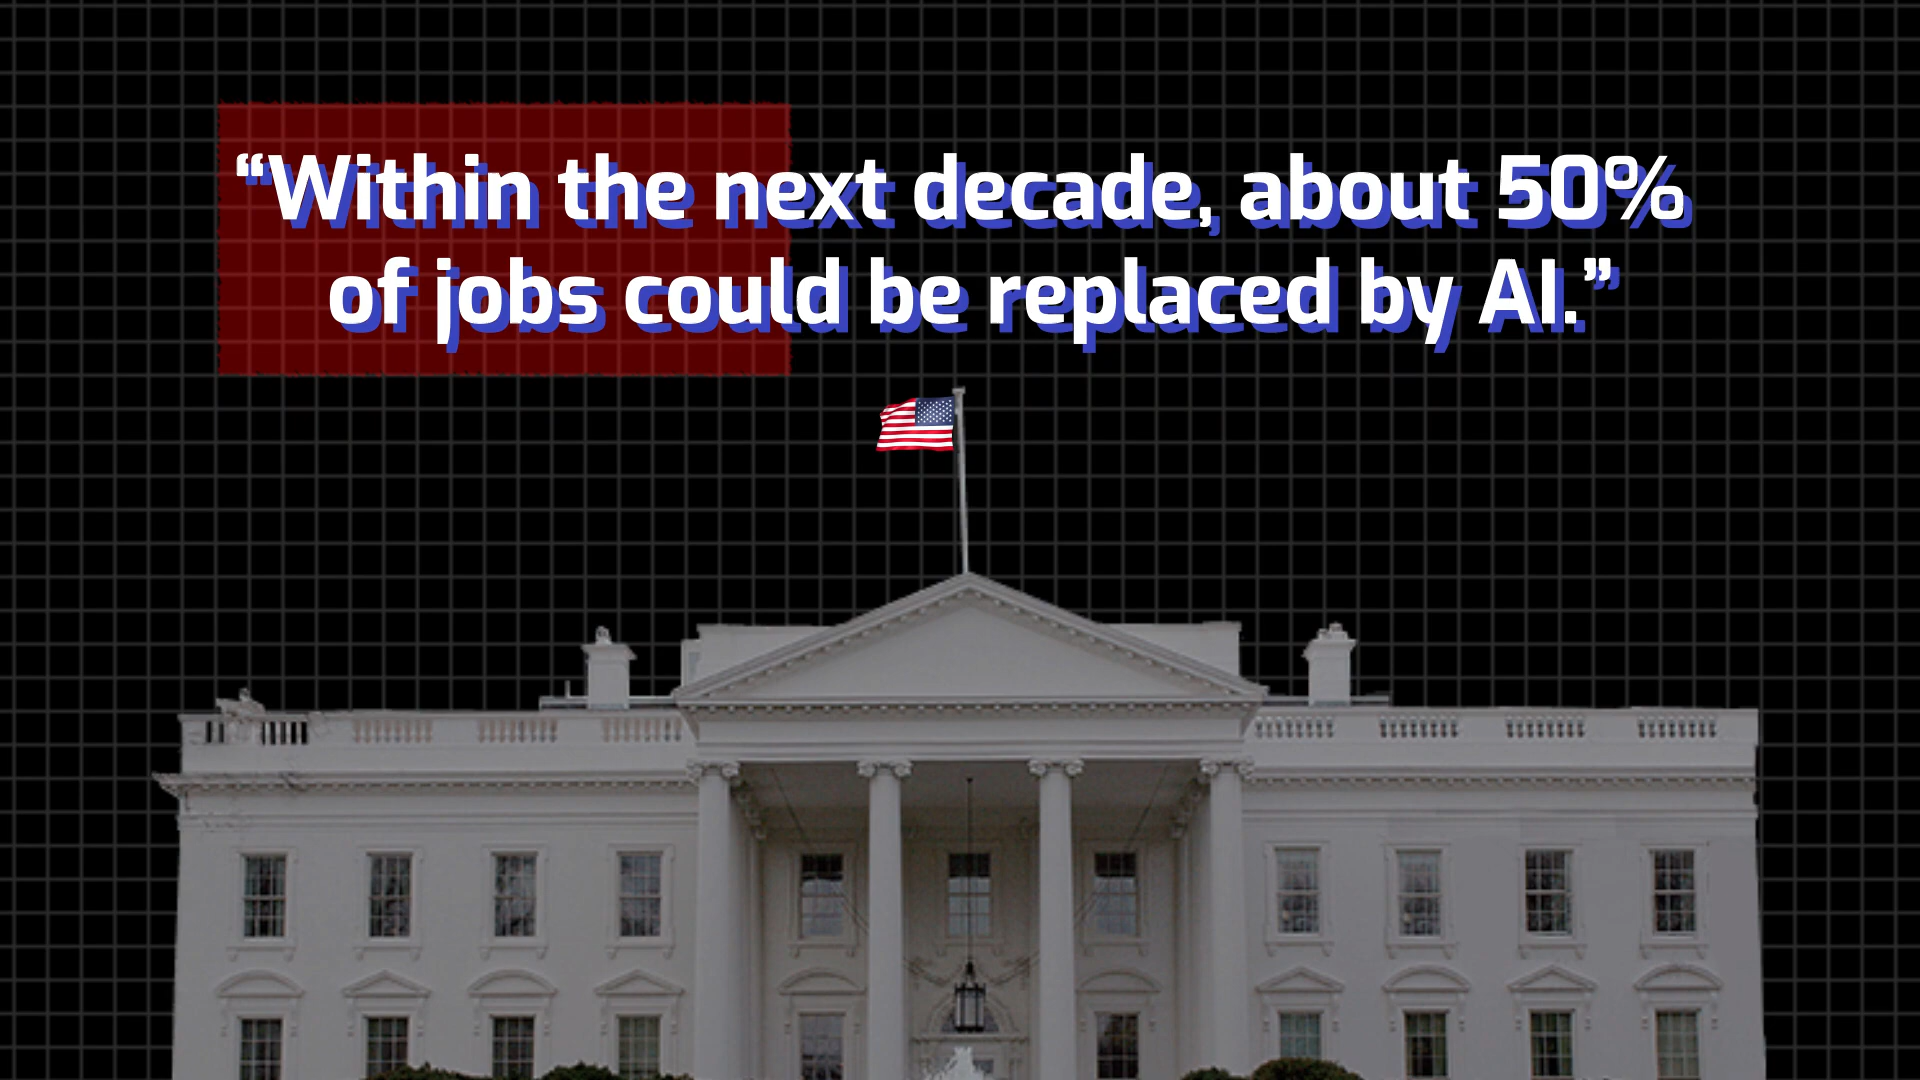 “Within the next decade, about 50%
of jobs could be replaced by AI.”